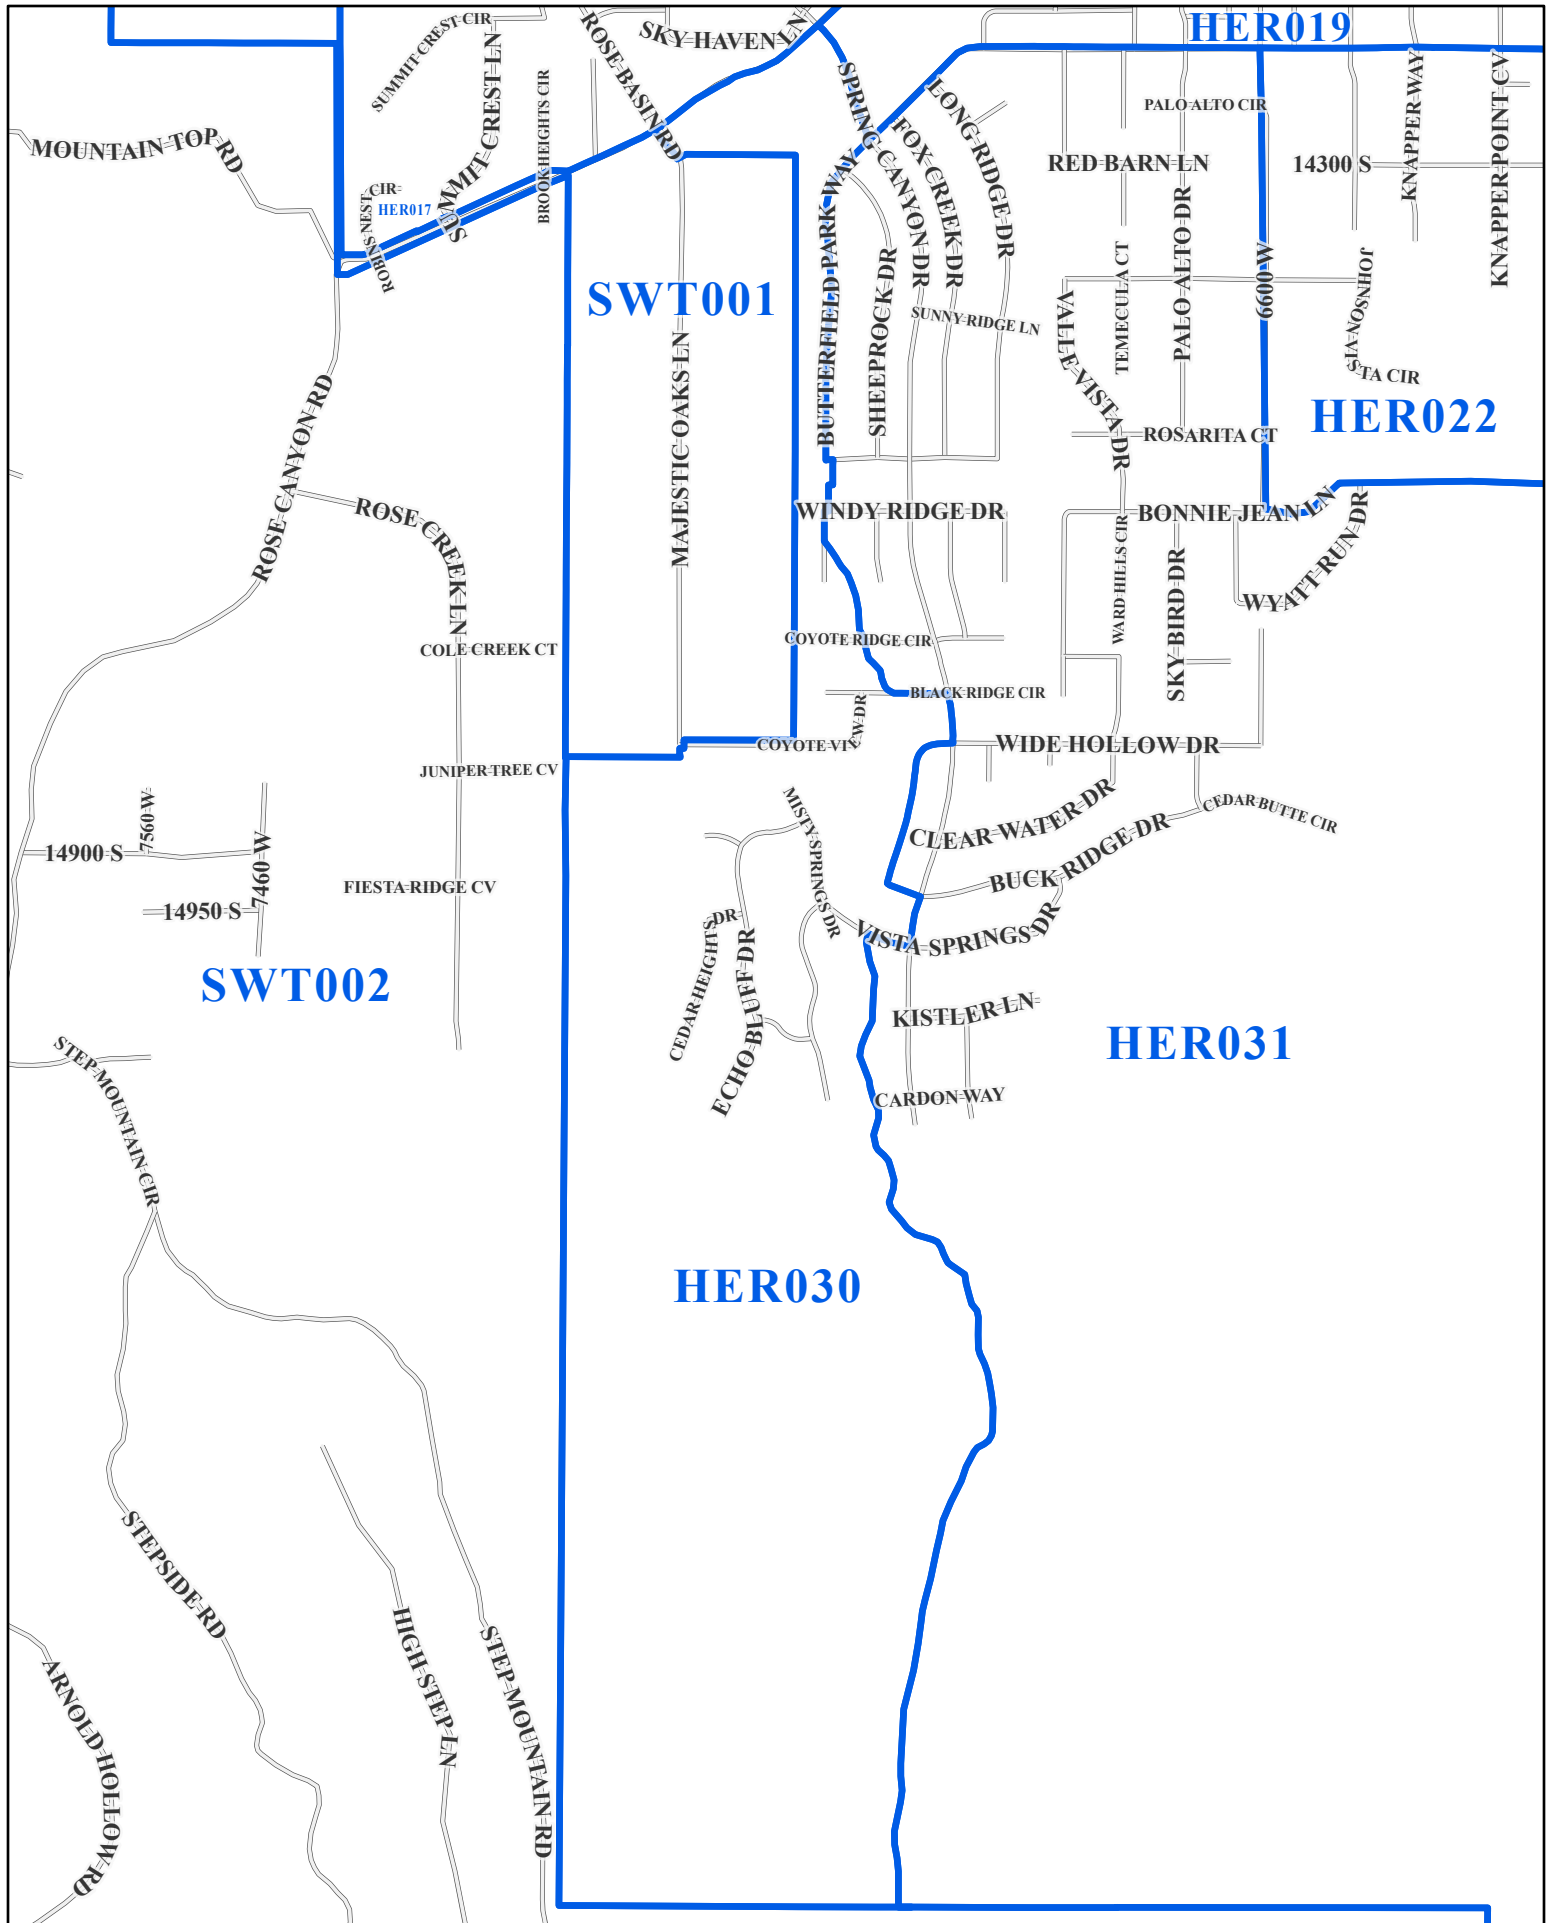 HER019
SUMMIT CREST CIR
SUMMIT CREST LN
ROSE BASIN RD
SKY HAVEN LN
BROOK HEIGHTS CIR
MOUNTAIN TOP RD
SPRING CANYON DR
FOX CREEK DR
LONG RIDGE DR
PALO ALTO CIR
KNAPPER WAY
KNAPPER POINT CV
RED BARN LN
14300 S
ROBINS NEST CIR
HER017
ROBINS
BUTTERFIELD PARK WAY
SHEEPROCK DR
SUNNY RIDGE LN
TEMECULA CT
PALO ALTO DR
6600 W
JOHNSON VISTA CIR
SWT001
VALLE VISTA DR
MAJESTIC OAKS LN
ROSE CANYON RD
HER022
ROSARITA CT
ROSE CREEK LN
WINDY RIDGE DR
BONNIE JEAN LN
WYATT RUN DR
WARD HILLS CIR
SKY BIRD DR
COLE CREEK CT
COYOTE RIDGE CIR
BLACK RIDGE CIR
COYOTE VIEW DR
WIDE HOLLOW DR
JUNIPER TREE CV
7560 W
14900 S
7460 W
MISTY SPRINGS DR
CLEAR WATER DR
CEDAR BUTTE CIR
BUCK RIDGE DR
FIESTA RIDGE CV
14950 S
CEDAR HEIGHTS DR
ECHO BLUFF DR
VISTA SPRINGS DR
SWT002
KISTLER LN
HER031
CARDON WAY
STEP MOUNTAIN CIR
HER030
STEPSIDE RD
HIGH STEP LN
STEP MOUNTAIN RD
ARNOLD HOLLOW RD